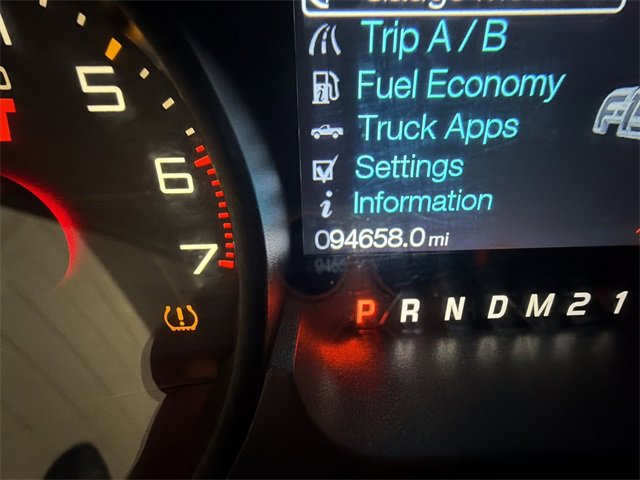 Trip A / B
Fuel Economy
Truck Apps
Settings
Information
094658.0 mi
P R N D M 2 1
5
6
7